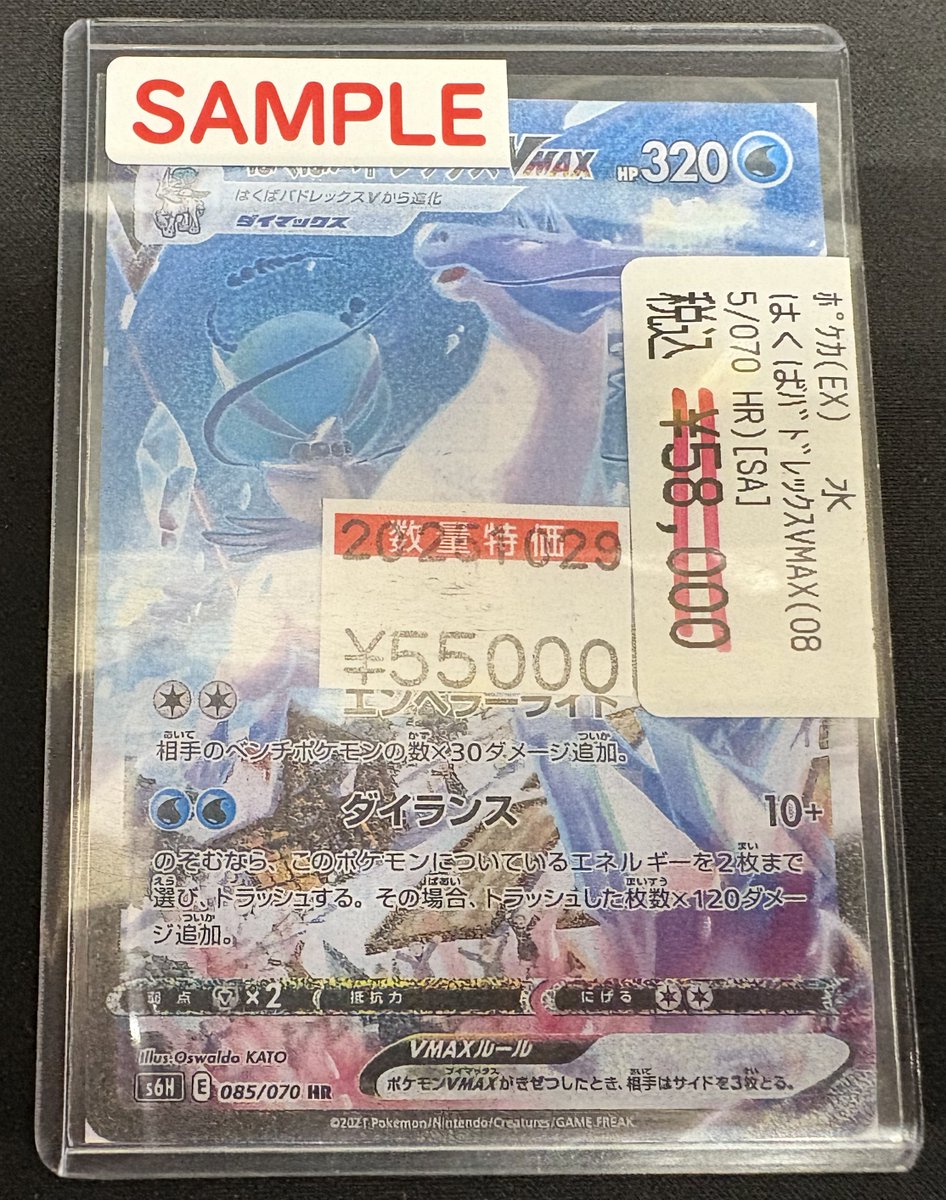 SAMPLE
VMAX HP320
はくばバドレックスVから進化
ダイマックス
ポケカ(EX) 水
はくばバドレックスVMAX(08
5/070 HR)[SA]
税込 ¥58,000
数量特価
20251029
¥55000
エンペラーライド
相手のベンチポケモンの数×30ダメージ追加。
ダイランス 10+
のぞむなら、このポケモンについているエネルギーを2枚まで
選び、トラッシュする。その場合、トラッシュした枚数×120ダメー
ジ追加。
弱点 ×2 抵抗力 にげる
Illus. Oswaldo KATO
VMAXルール
s6H E 085/070 HR
ポケモンVMAXがきぜつしたとき、相手はサイドを3枚とる。
©2021 Pokémon/Nintendo/Creatures/GAME FREAK